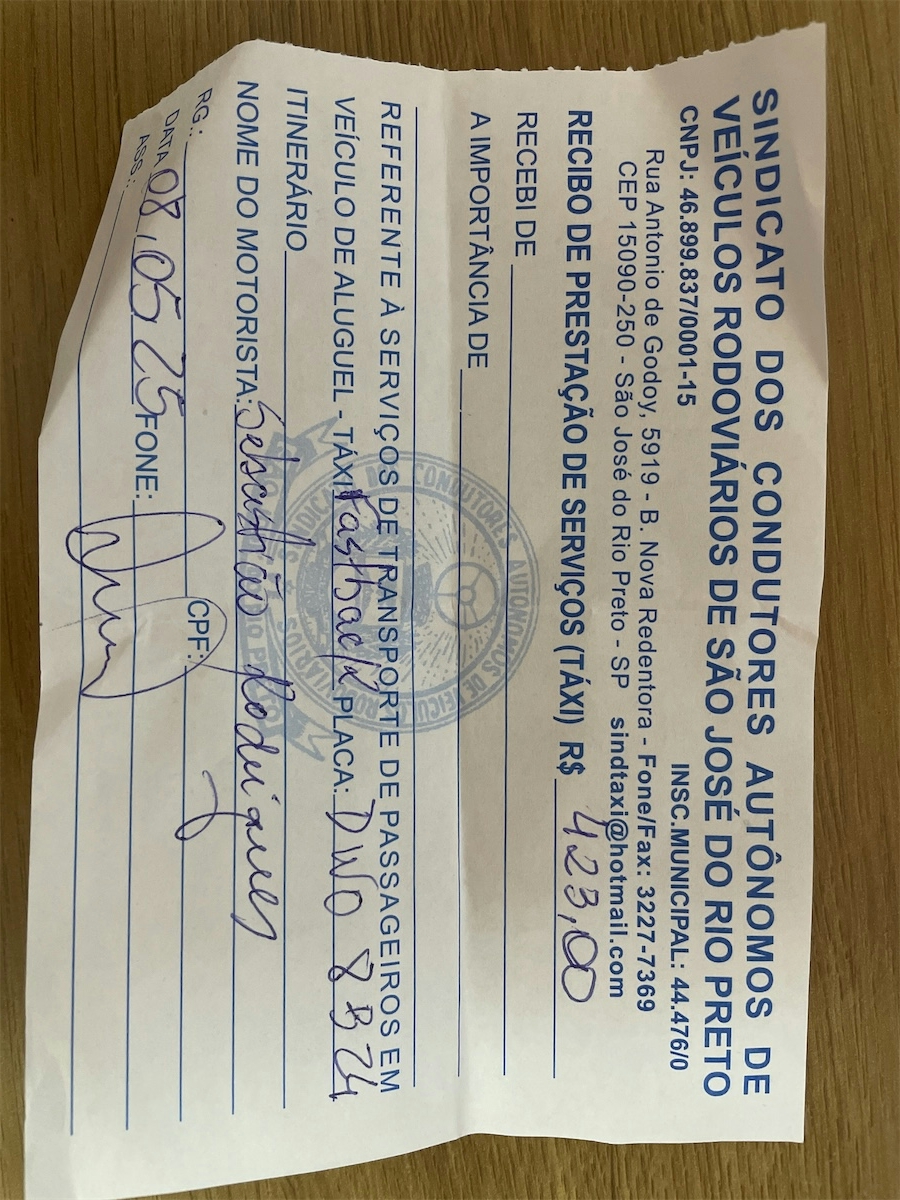 SINDICATO DOS CONDUTORES AUTÔNOMOS DE
VEÍCULOS RODOVIÁRIOS DE SÃO JOSÉ DO RIO PRETO
CNPJ: 46.899.837/0001-15 INSC.MUNICIPAL: 44.476/0
Rua Antonio de Godoy, 5919 - B. Nova Redentora - Fone/Fax: 3227-7369
CEP 15090-250 - São José do Rio Preto - SP sindtaxi@hotmail.com
RECIBO DE PRESTAÇÃO DE SERVIÇOS (TÁXI) R$ 423,00
RECEBI DE
A IMPORTÂNCIA DE
REFERENTE À SERVIÇOS DE TRANSPORTE DE PASSAGEIROS EM
VEÍCULO DE ALUGUEL - TÁXI Fastback PLACA: DWO 8B24
ITINERÁRIO
NOME DO MOTORISTA: Sebastião Rodrigues
RG.: CPF:
DATA 08.05.25 FONE:
ASS.: